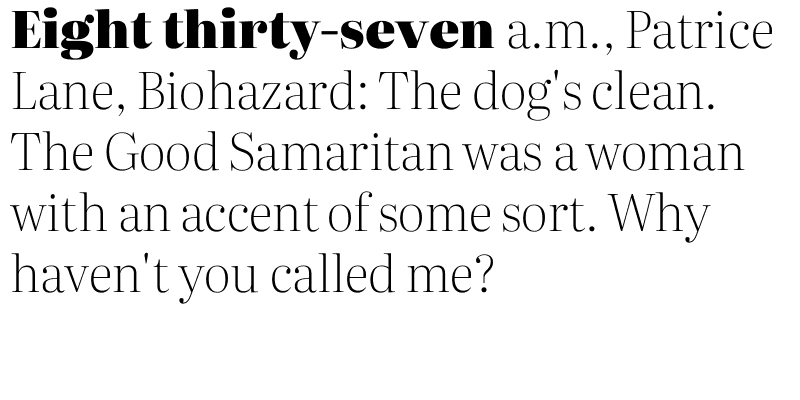 Eight thirty-seven a.m., Patrice
Lane, Biohazard: The dog's clean.
The Good Samaritan was a woman
with an accent of some sort. Why
haven't you called me?